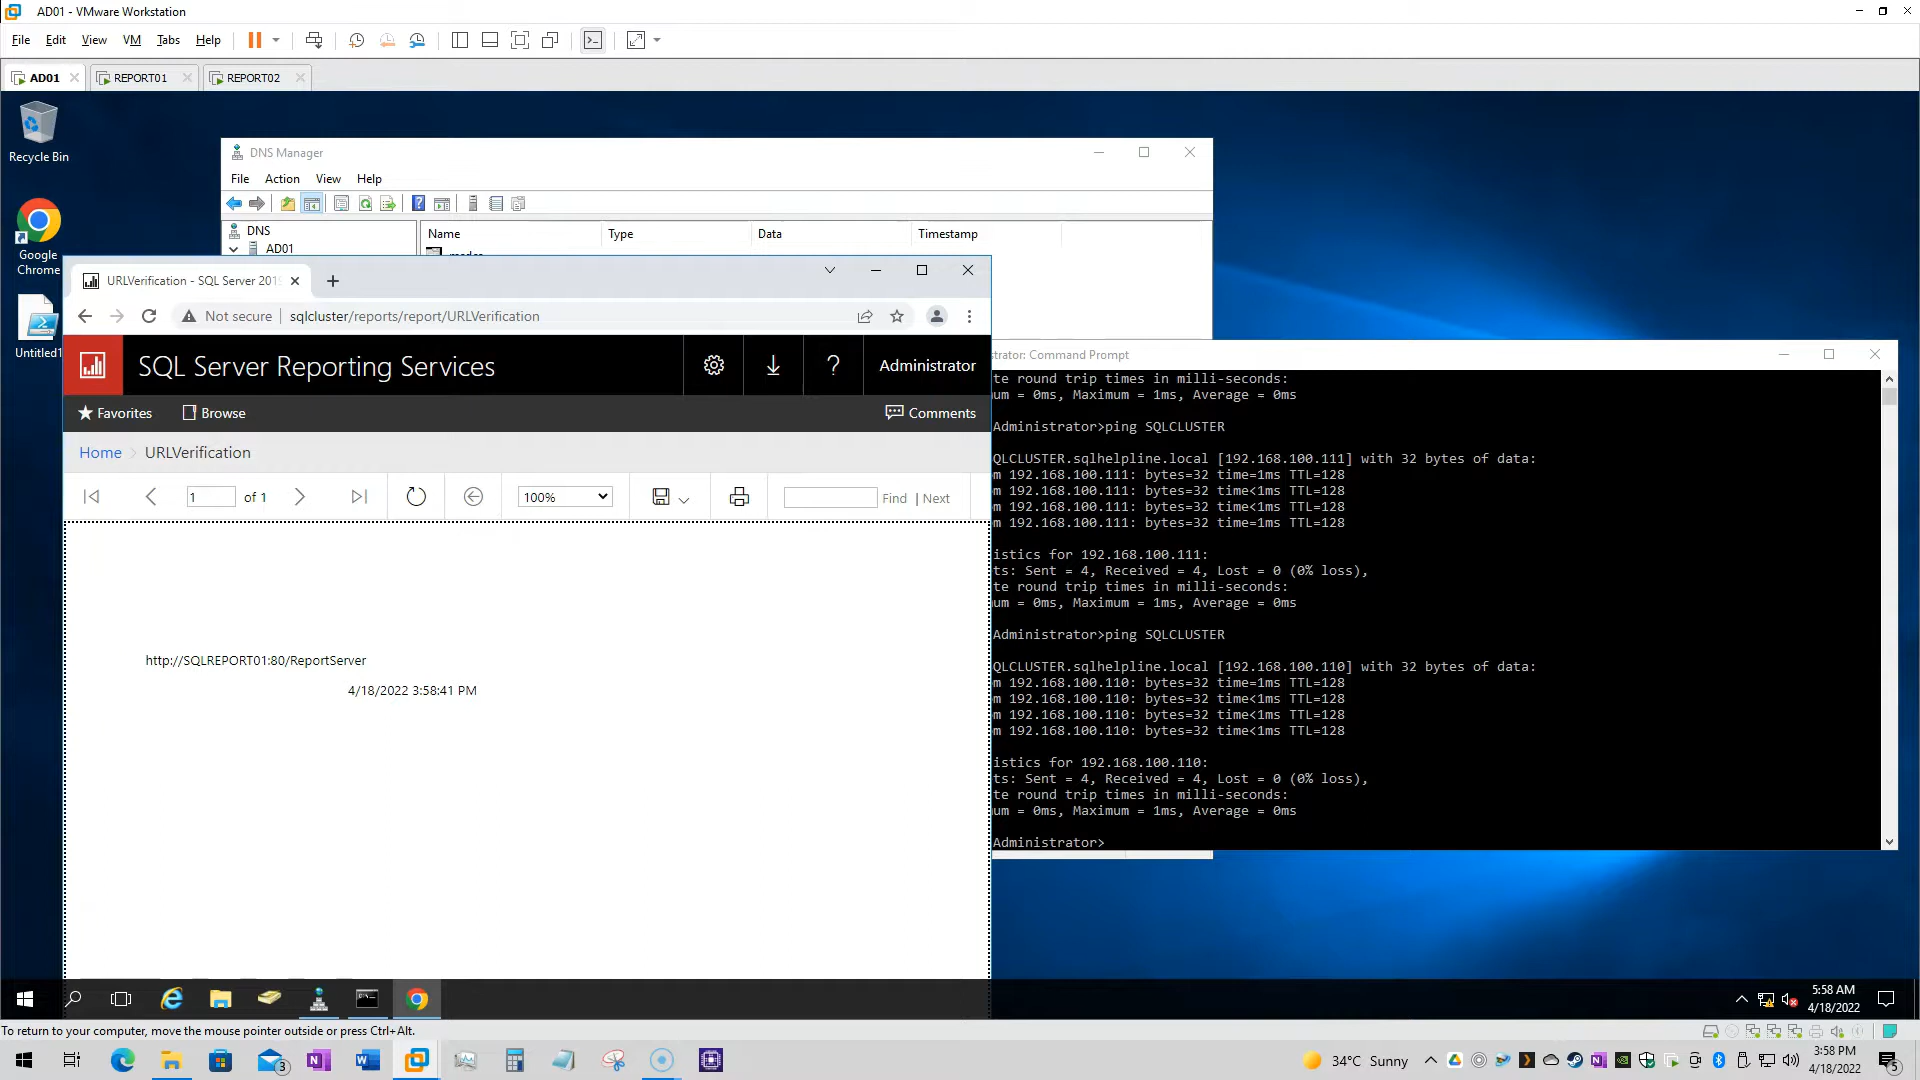 AD01 - VMware Workstation
File Edit View VM Tabs Help
AD01 REPORT01 REPORT02
Recycle Bin
Google
Chrome
Untitled1
DNS Manager
File Action View Help
DNS
AD01
Name Type Data Timestamp
URLVerification - SQL Server 201
Not secure sqlcluster/reports/report/URLVerification
SQL Server Reporting Services
Administrator
Favorites Browse Comments
Home > URLVerification
1 of 1 100% Find | Next
http://SQLREPORT01:80/ReportServer
4/18/2022 3:58:41 PM
strator: Command Prompt
te round trip times in milli-seconds:
um = 0ms, Maximum = 1ms, Average = 0ms
Administrator>ping SQLCLUSTER
QLCLUSTER.sqlhelpline.local [192.168.100.111] with 32 bytes of data:
m 192.168.100.111: bytes=32 time=1ms TTL=128
m 192.168.100.111: bytes=32 time<1ms TTL=128
m 192.168.100.111: bytes=32 time<1ms TTL=128
m 192.168.100.111: bytes=32 time=1ms TTL=128
istics for 192.168.100.111:
ts: Sent = 4, Received = 4, Lost = 0 (0% loss),
te round trip times in milli-seconds:
um = 0ms, Maximum = 1ms, Average = 0ms
Administrator>ping SQLCLUSTER
QLCLUSTER.sqlhelpline.local [192.168.100.110] with 32 bytes of data:
m 192.168.100.110: bytes=32 time=1ms TTL=128
m 192.168.100.110: bytes=32 time<1ms TTL=128
m 192.168.100.110: bytes=32 time<1ms TTL=128
m 192.168.100.110: bytes=32 time<1ms TTL=128
istics for 192.168.100.110:
ts: Sent = 4, Received = 4, Lost = 0 (0% loss),
te round trip times in milli-seconds:
um = 0ms, Maximum = 1ms, Average = 0ms
Administrator>
5:58 AM
4/18/2022
To return to your computer, move the mouse pointer outside or press Ctrl+Alt.
34°C Sunny
3:58 PM
4/18/2022